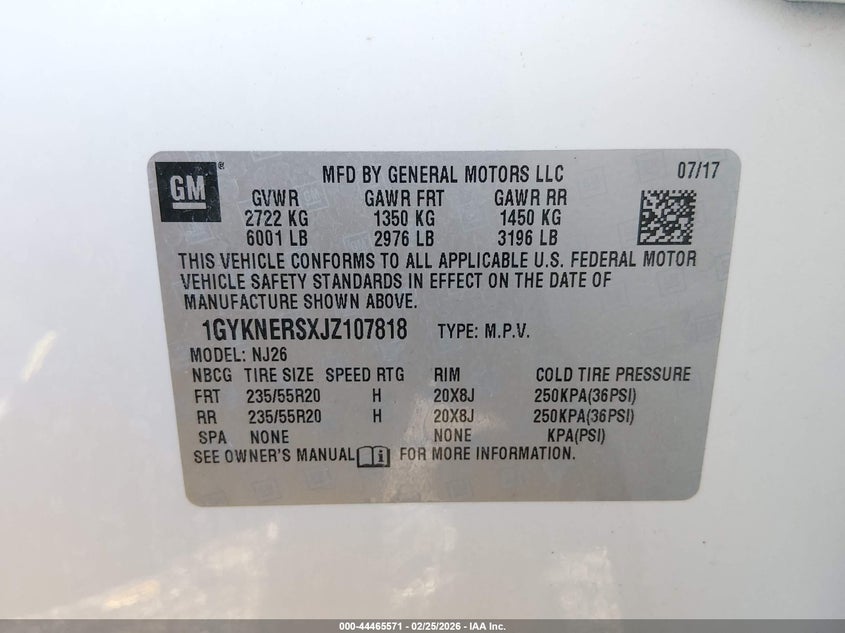 GM ®
MFD BY GENERAL MOTORS LLC 07/17
GVWR GAWR FRT GAWR RR
2722 KG 1350 KG 1450 KG
6001 LB 2976 LB 3196 LB
THIS VEHICLE CONFORMS TO ALL APPLICABLE U.S. FEDERAL MOTOR
VEHICLE SAFETY STANDARDS IN EFFECT ON THE DATE OF
MANUFACTURE SHOWN ABOVE.
1GYKNERSXJZ107818 TYPE: M.P.V.
MODEL: NJ26
NBCG TIRE SIZE SPEED RTG RIM COLD TIRE PRESSURE
FRT 235/55R20 H 20X8J 250KPA(36PSI)
RR 235/55R20 H 20X8J 250KPA(36PSI)
SPA NONE NONE KPA(PSI)
SEE OWNER'S MANUAL i FOR MORE INFORMATION.
000-44465571 - 02/25/2026 - IAA Inc.